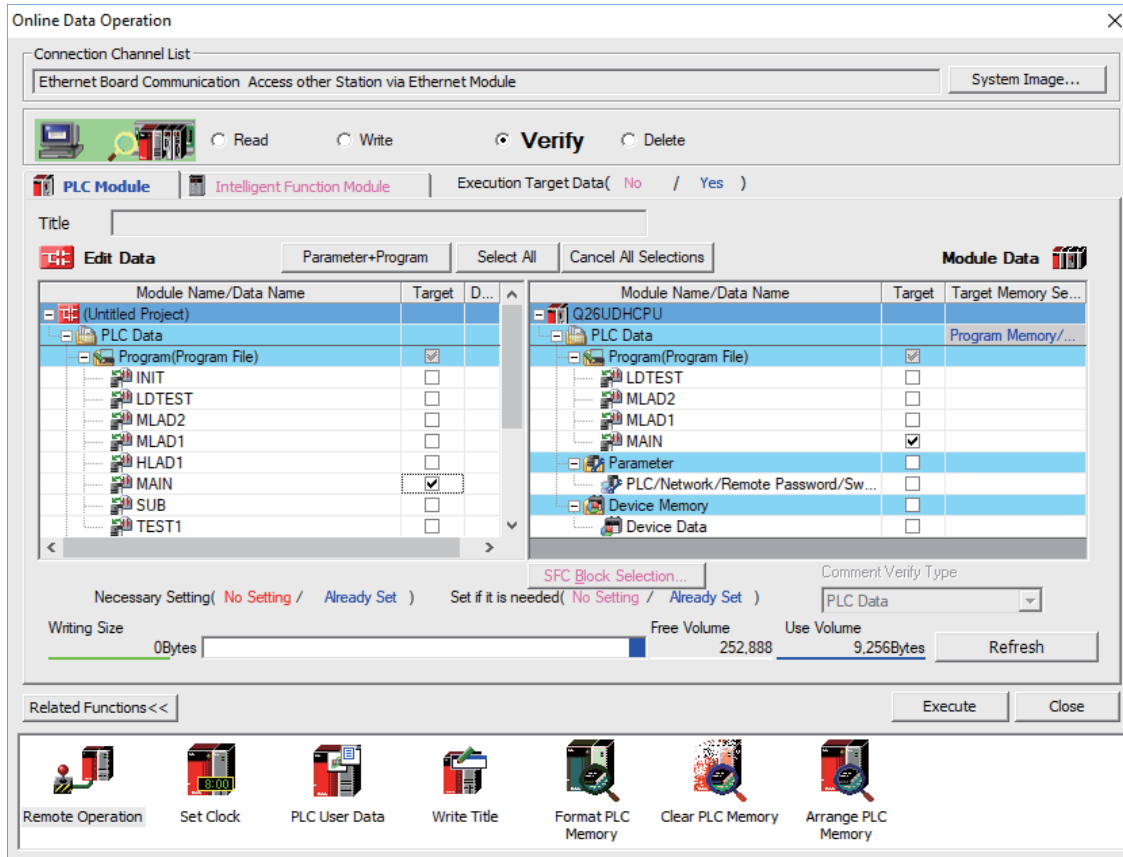 Online Data Operation
Connection Channel List
Ethernet Board Communication Access other Station via Ethernet Module
System Image...
Read Write Verify Delete
PLC Module Intelligent Function Module Execution Target Data( No / Yes )
Title
Edit Data Parameter+Program Select All Cancel All Selections Module Data
Module Name/Data Name Target D...
(Untitled Project)
PLC Data
Program(Program File)
INIT
LDTEST
MLAD2
MLAD1
HLAD1
MAIN
SUB
TEST1
Module Name/Data Name Target Target Memory Se...
Q26UDHCPU
PLC Data Program Memory/...
Program(Program File)
LDTEST
MLAD2
MLAD1
MAIN
Parameter
PLC/Network/Remote Password/Sw...
Device Memory
Device Data
SFC Block Selection...
Comment Verify Type
Necessary Setting( No Setting / Already Set ) Set if it is needed( No Setting / Already Set )
PLC Data
Writing Size Free Volume Use Volume
0Bytes 252,888 9,256Bytes Refresh
Related Functions<< Execute Close
8:00
Remote Operation Set Clock PLC User Data Write Title Format PLC Memory Clear PLC Memory Arrange PLC Memory